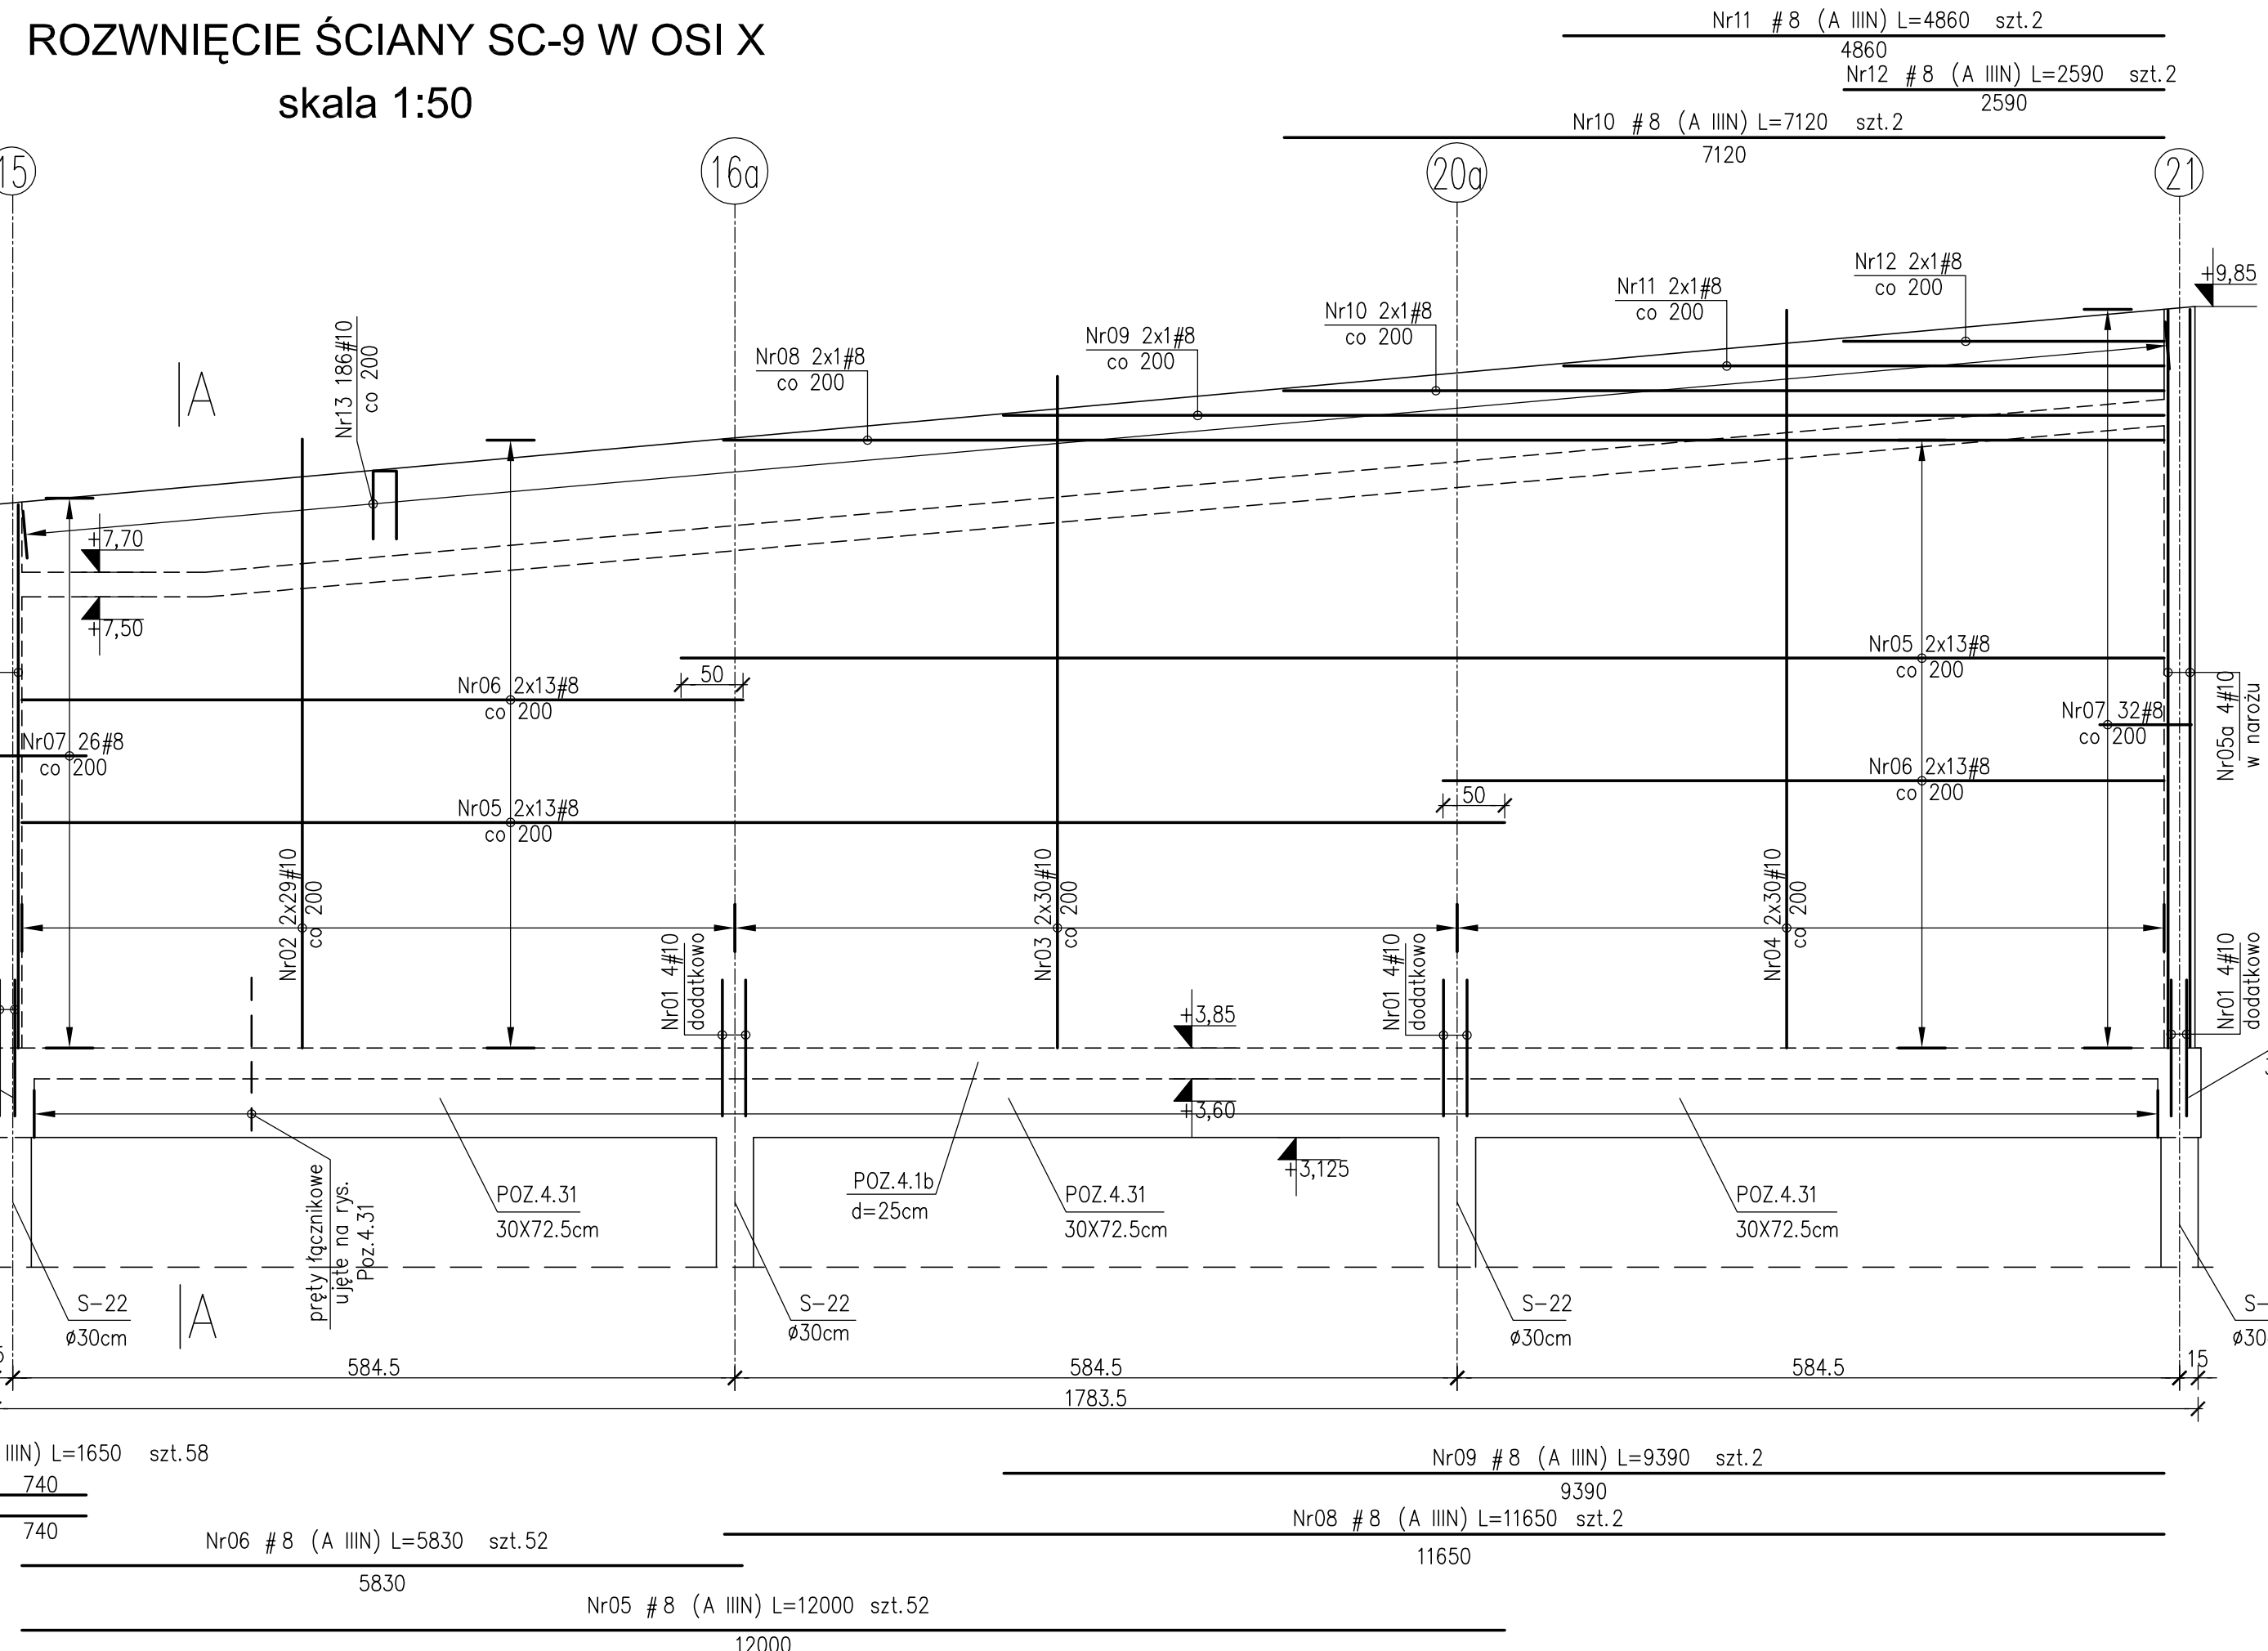 ROZWNIĘCIE ŚCIANY SC-9 W OSI X
skala 1:50
Nr11 #8 (A IIIN) L=4860 szt.2
4860
Nr12 #8 (A IIIN) L=2590 szt.2
2590
Nr10 #8 (A IIIN) L=7120 szt.2
7120
15
16a
20a
21
+9,85
Nr12 2x1#8
co 200
Nr11 2x1#8
co 200
Nr10 2x1#8
co 200
Nr09 2x1#8
co 200
Nr08 2x1#8
co 200
Nr13 186#10
co 200
A
+7,70
+7,50
50
Nr06 2x13#8
co 200
Nr05 2x13#8
co 200
Nr07 26#8
co 200
Nr07 32#8
co 200
Nr05a 4#10
w narożu
Nr06 2x13#8
co 200
50
Nr05 2x13#8
co 200
Nr02 2x29#10
co 200
Nr01 4#10
dodatkowo
Nr03 2x30#10
co 200
Nr01 4#10
dodatkowo
Nr04 2x30#10
co 200
Nr01 4#10
dodatkowo
+3,85
+3,60
+3,125
pręty łącznikowe
ujęte na rys.
Poz.4.31
POZ.4.31
30X72.5cm
POZ.4.1b
d=25cm
POZ.4.31
30X72.5cm
POZ.4.31
30X72.5cm
A
S-22
ø30cm
S-22
ø30cm
S-22
ø30cm
S-
ø30
584.5
584.5
584.5
15
1783.5
IIIN) L=1650 szt.58
740
740
Nr09 #8 (A IIIN) L=9390 szt.2
9390
Nr08 #8 (A IIIN) L=11650 szt.2
11650
Nr06 #8 (A IIIN) L=5830 szt.52
5830
Nr05 #8 (A IIIN) L=12000 szt.52
12000